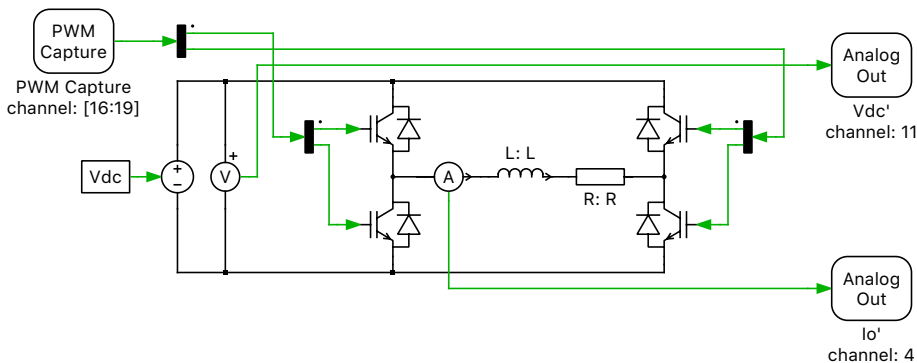 PWM
Capture
PWM Capture
channel: [16:19]
Analog
Out
Vdc'
channel: 11
Vdc
+
−
+
V
A
L: L
R: R
Analog
Out
Io'
channel: 4